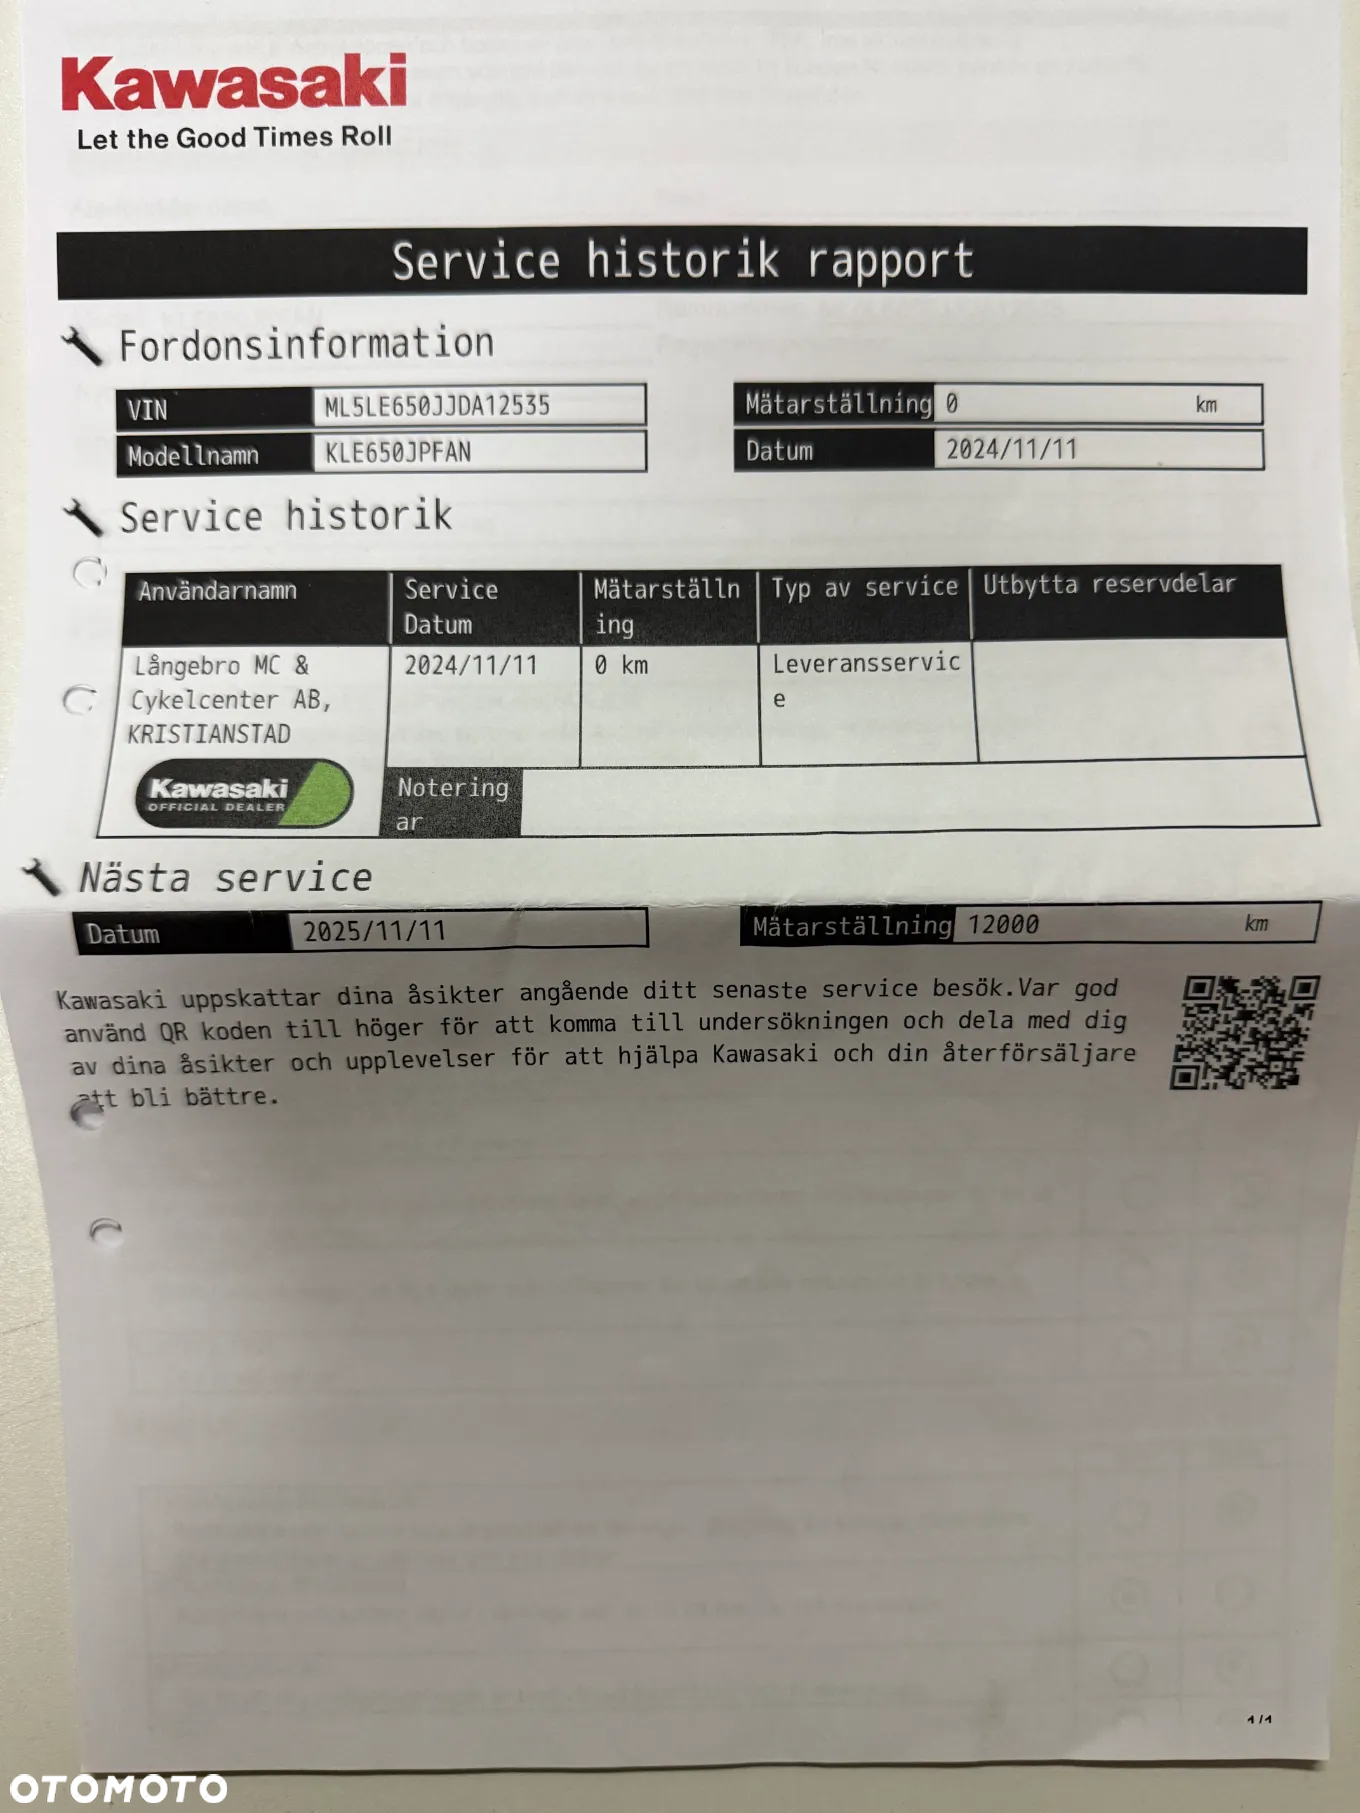 Kawasaki
Let the Good Times Roll
Service historik rapport
Fordonsinformation
VIN ML5LE650JJDA12535
Mätarställning 0 km
Modellnamn KLE650JPFAN
Datum 2024/11/11
Service historik
Användarnamn
Service
Datum
Mätarställn
ing
Typ av service
Utbytta reservdelar
Långebro MC &
Cykelcenter AB,
KRISTIANSTAD
Kawasaki
OFFICIAL DEALER
2024/11/11
0 km
Leveransservic
e
Notering
ar
Nästa service
Datum 2025/11/11
Mätarställning 12000 km
Kawasaki uppskattar dina åsikter angående ditt senaste service besök.Var god
använd QR koden till höger för att komma till undersökningen och dela med dig
av dina åsikter och upplevelser för att hjälpa Kawasaki och din återförsäljare
att bli bättre.
1/1
OTOMOTO